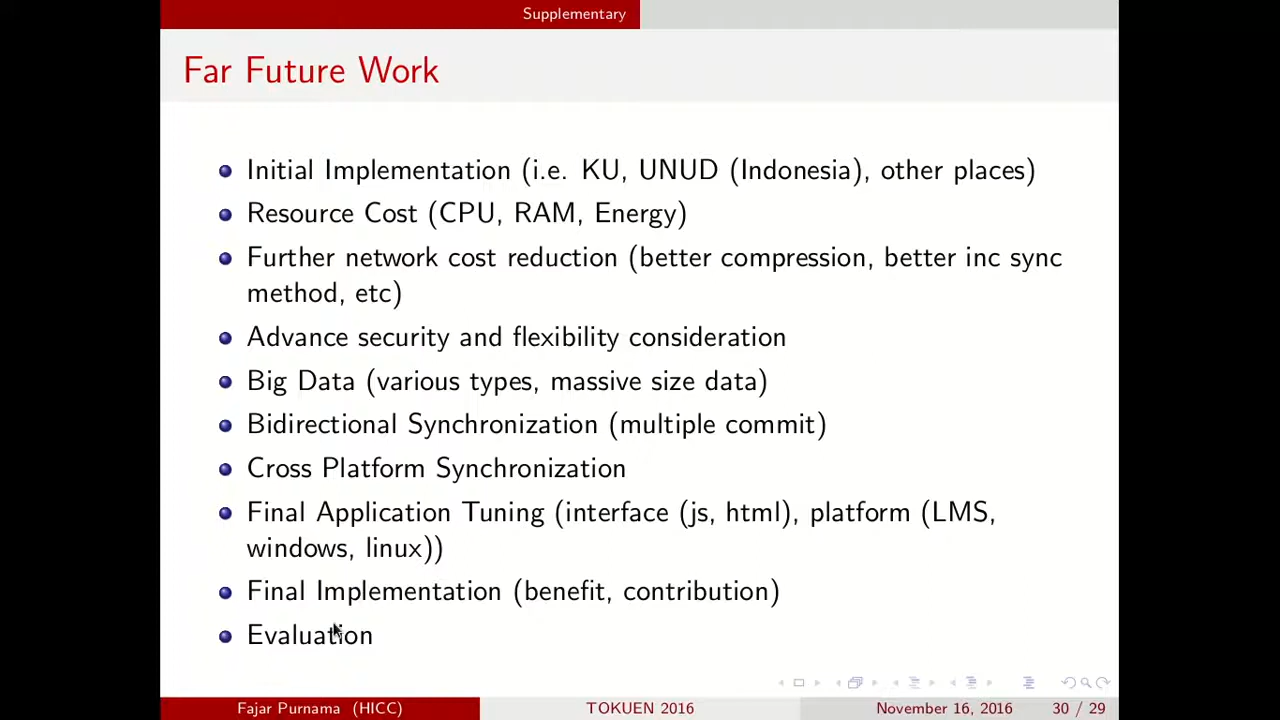 Supplementary
Far Future Work
Initial Implementation (i.e. KU, UNUD (Indonesia), other places)
Resource Cost (CPU, RAM, Energy)
Further network cost reduction (better compression, better inc sync
method, etc)
Advance security and flexibility consideration
Big Data (various types, massive size data)
Bidirectional Synchronization (multiple commit)
Cross Platform Synchronization
Final Application Tuning (interface (js, html), platform (LMS,
windows, linux))
Final Implementation (benefit, contribution)
Evaluation
Fajar Purnama (HICC)
TOKUEN 2016
November 16, 2016
30 / 29